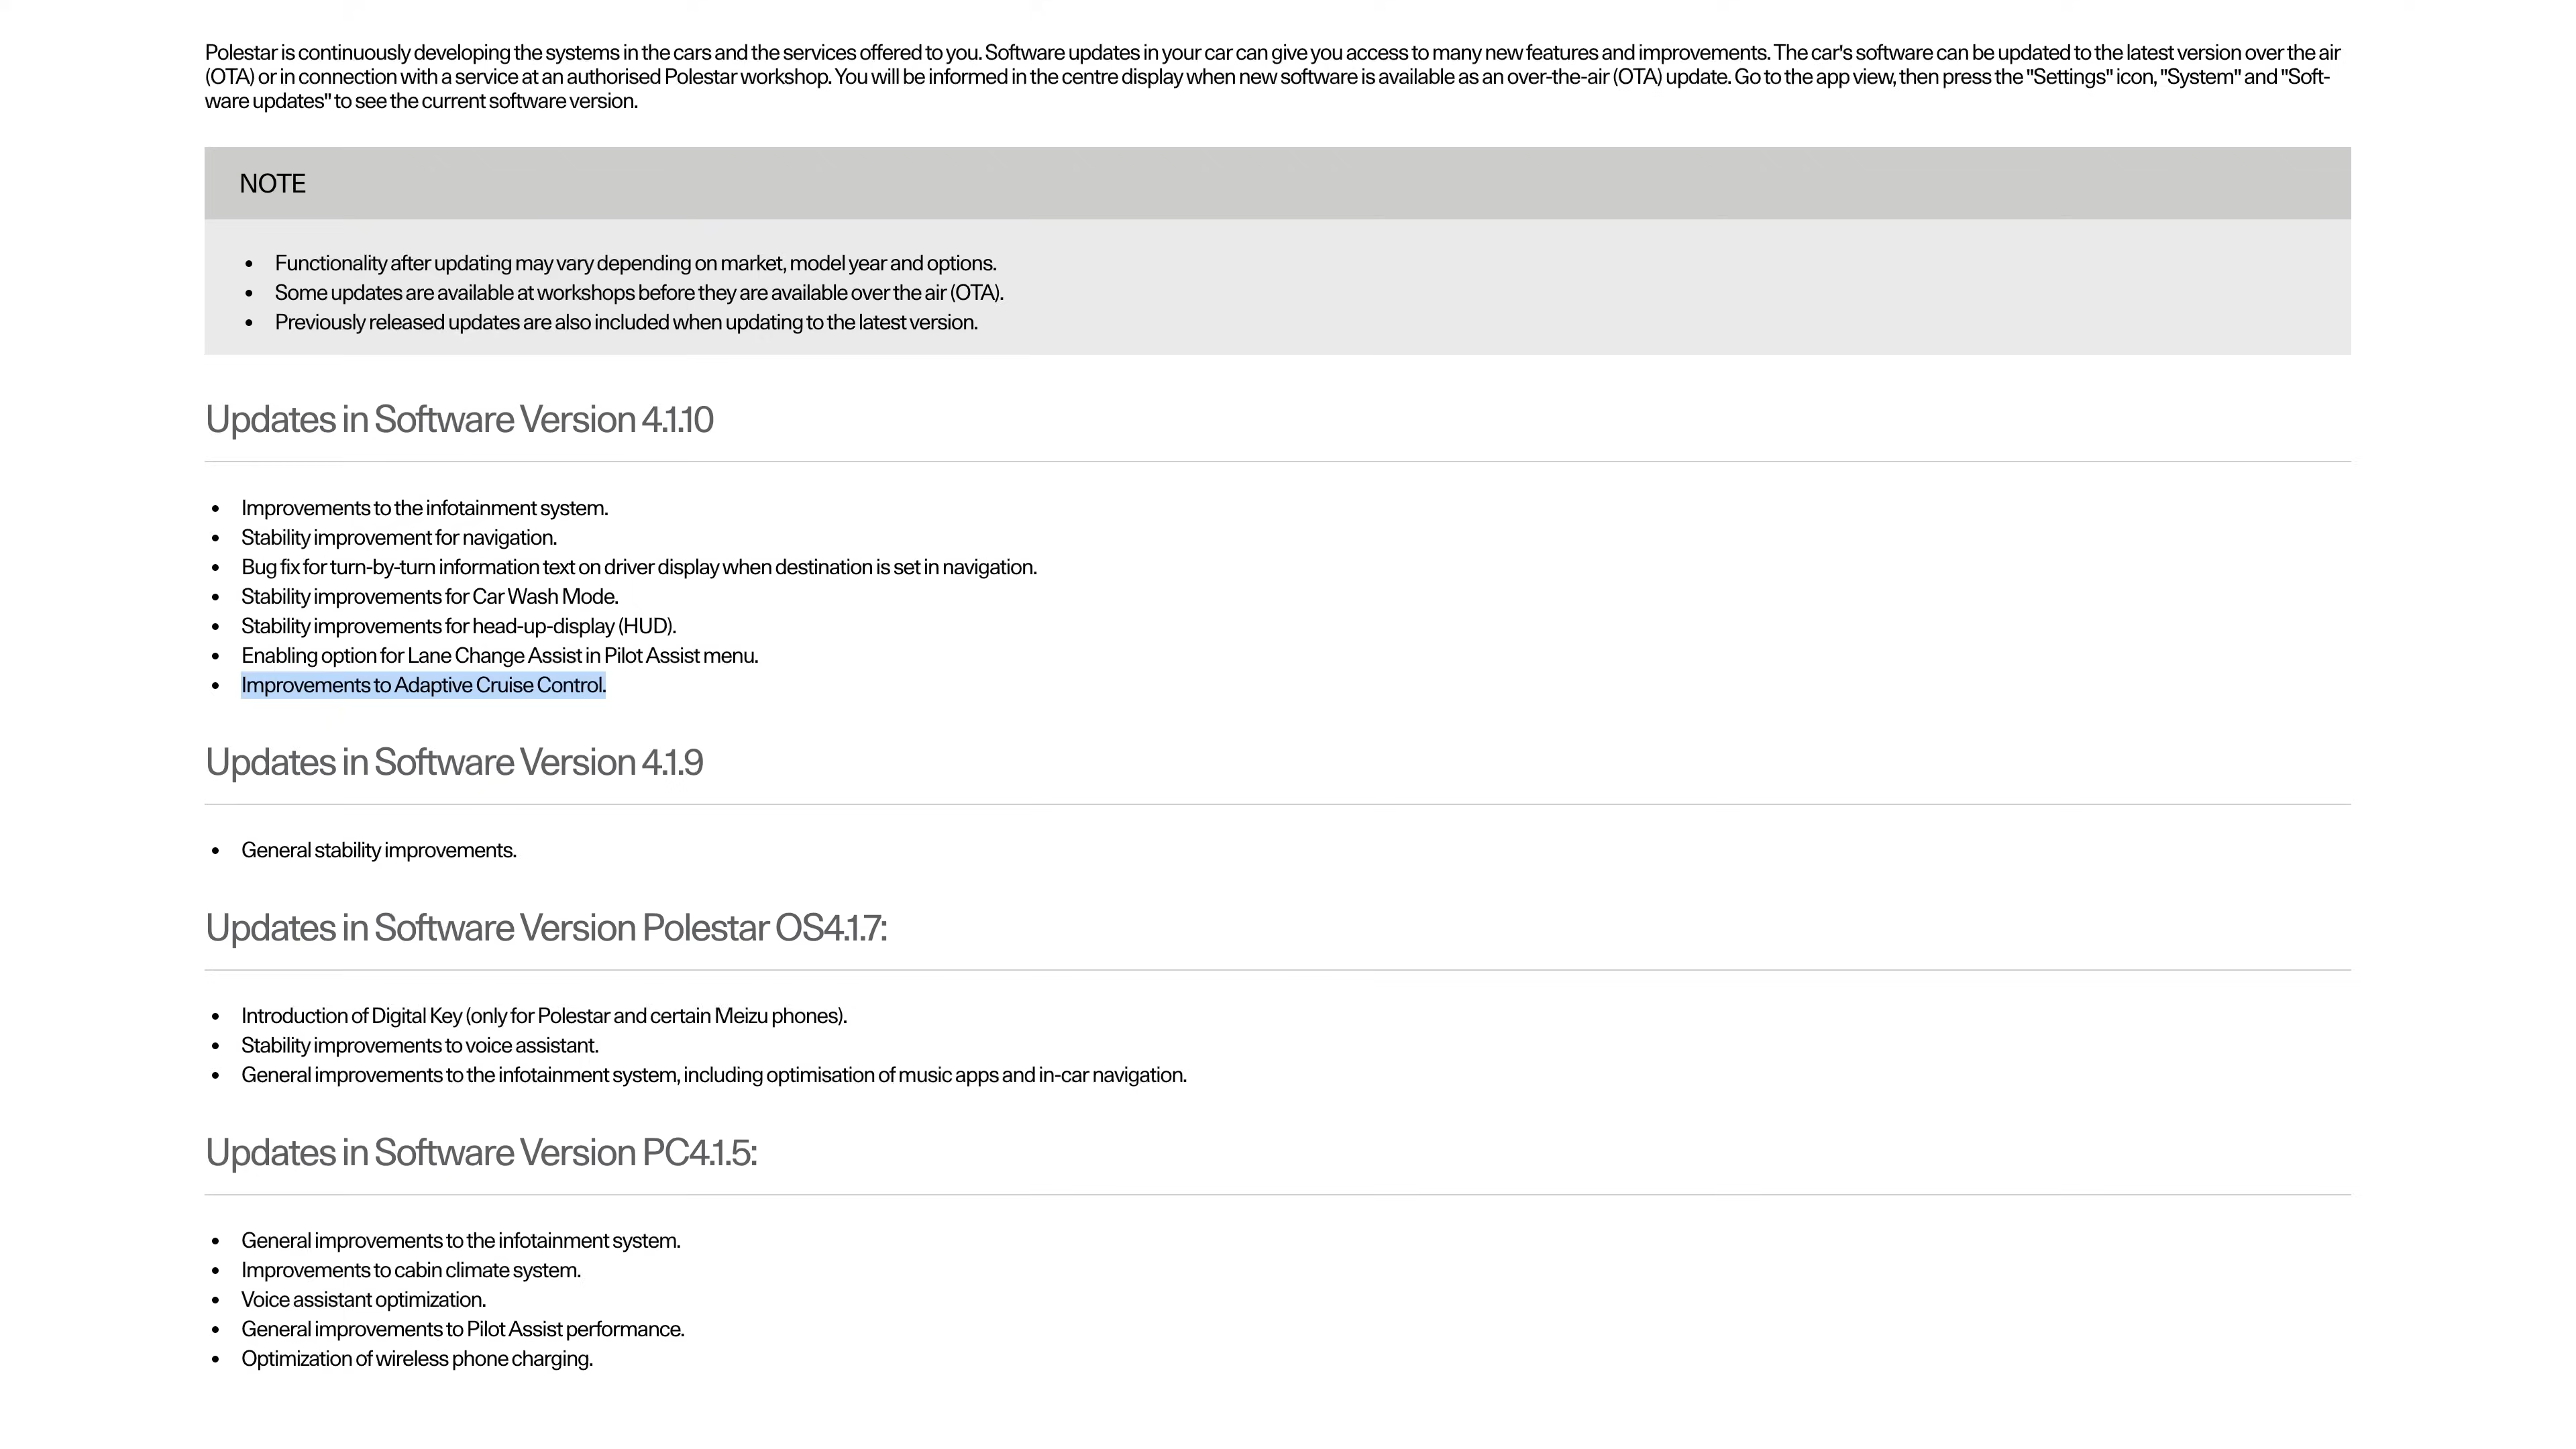 Polestar is continuously developing the systems in the cars and the services offered to you. Software updates in your car can give you access to many new features and improvements. The car's software can be updated to the latest version over the air
(OTA) or in connection with a service at an authorised Polestar workshop. You will be informed in the centre display when new software is available as an over-the-air (OTA) update. Go to the app view, then press the "Settings" icon, "System" and "Soft-
ware updates" to see the current software version.
NOTE
• Functionality after updating may vary depending on market, model year and options.
• Some updates are available at workshops before they are available over the air (OTA).
• Previously released updates are also included when updating to the latest version.
Updates in Software Version 4.1.10
• Improvements to the infotainment system.
• Stability improvement for navigation.
• Bug fix for turn-by-turn information text on driver display when destination is set in navigation.
• Stability improvements for Car Wash Mode.
• Stability improvements for head-up-display (HUD).
• Enabling option for Lane Change Assist in Pilot Assist menu.
• Improvements to Adaptive Cruise Control.
Updates in Software Version 4.1.9
• General stability improvements.
Updates in Software Version Polestar OS4.1.7:
• Introduction of Digital Key (only for Polestar and certain Meizu phones).
• Stability improvements to voice assistant.
• General improvements to the infotainment system, including optimisation of music apps and in-car navigation.
Updates in Software Version PC4.1.5:
• General improvements to the infotainment system.
• Improvements to cabin climate system.
• Voice assistant optimization.
• General improvements to Pilot Assist performance.
• Optimization of wireless phone charging.